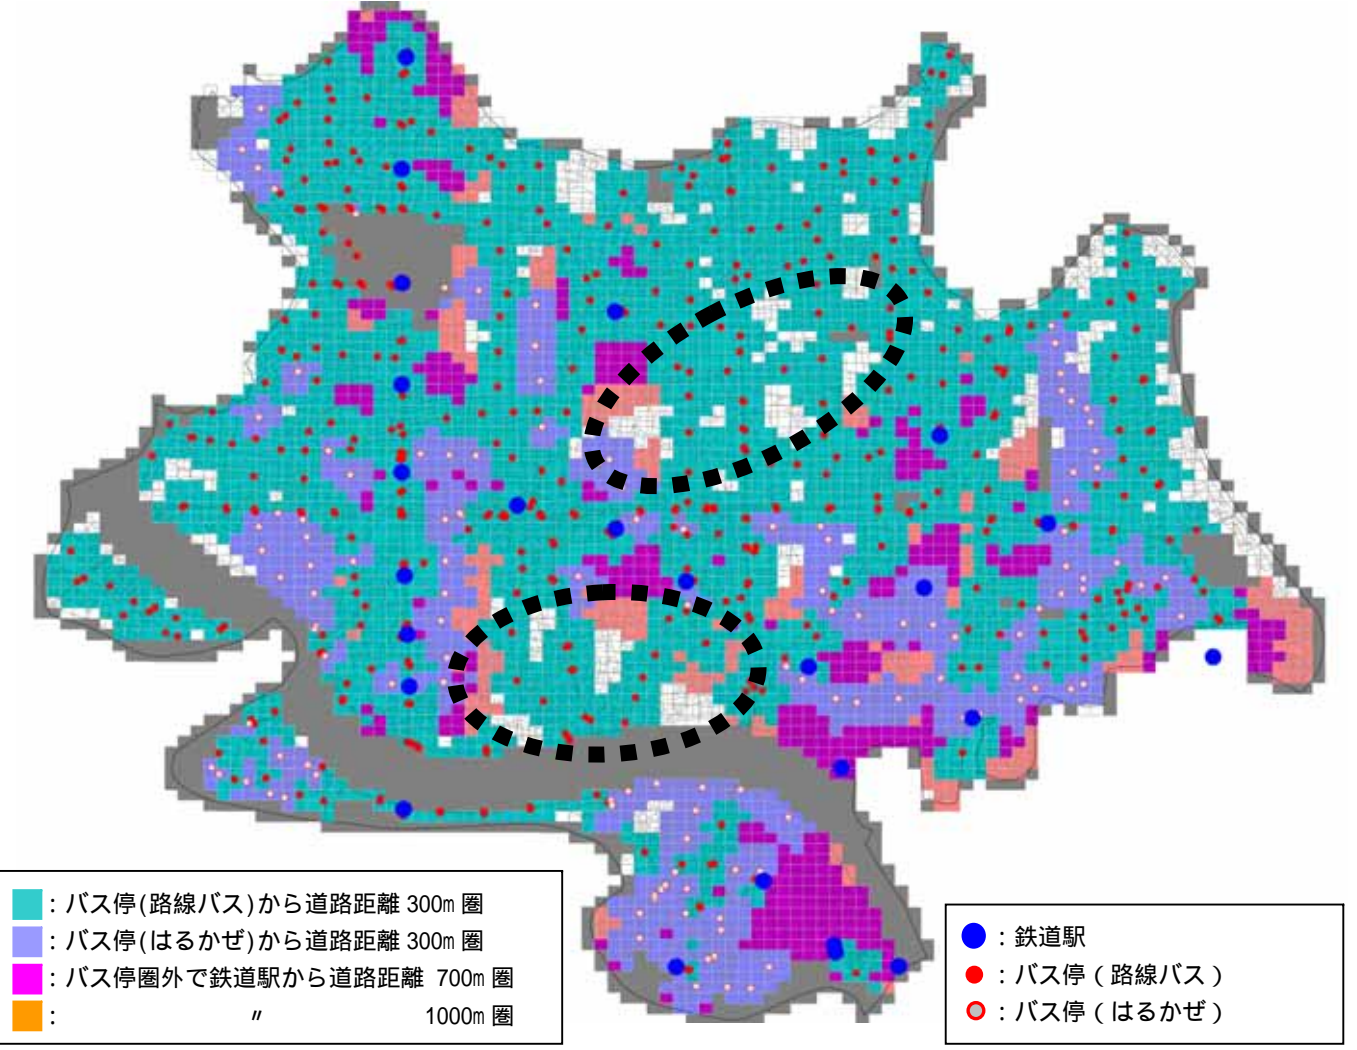 ：バス停(路線バス)から道路距離 300m 圏
：バス停(はるかぜ)から道路距離 300m 圏
：バス停圏外で鉄道駅から道路距離 700m 圏
： 〃 1000m 圏
：鉄道駅
：バス停（路線バス）
：バス停（はるかぜ）